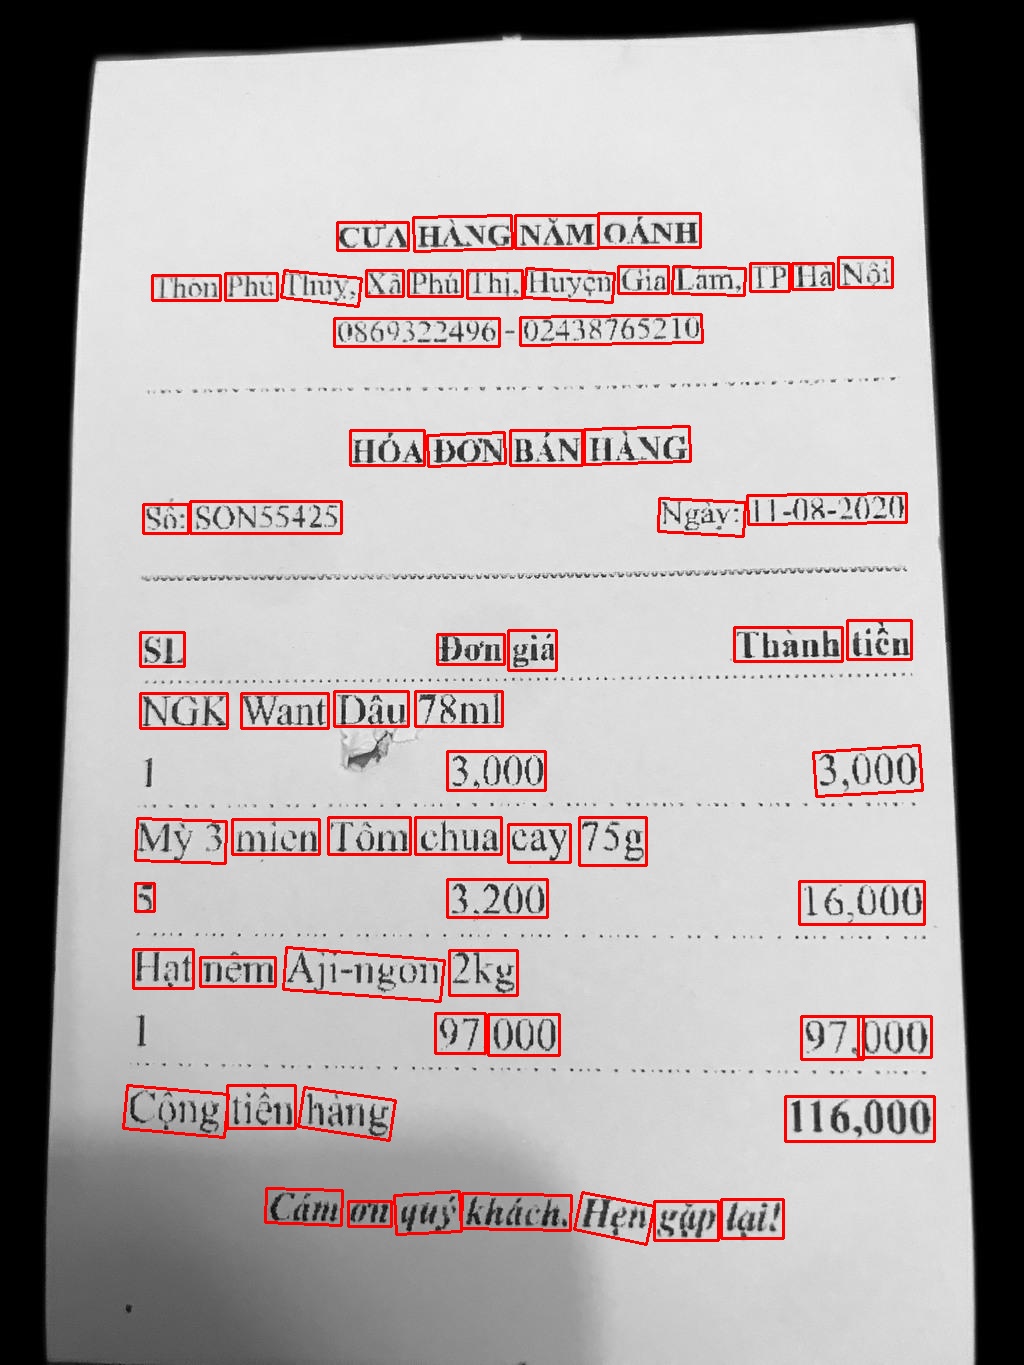 CỬA HÀNG NĂM OÁNH
Thôn Phú Thuỵ, Xã Phú Thị, Huyện Gia Lâm, TP Hà Nội
0869322496 - 02438765210
HÓA ĐƠN BÁN HÀNG
Số: SON55425 Ngày: 11-08-2020
SL Đơn giá Thành tiền
NGK Want Dâu 78ml
1 3,000 3,000
Mỳ 3 miền Tôm chua cay 75g
5 3,200 16,000
Hạt nêm Aji-ngon 2kg
1 97,000 97,000
Cộng tiền hàng 116,000
Cám ơn quý khách. Hẹn gặp lại!